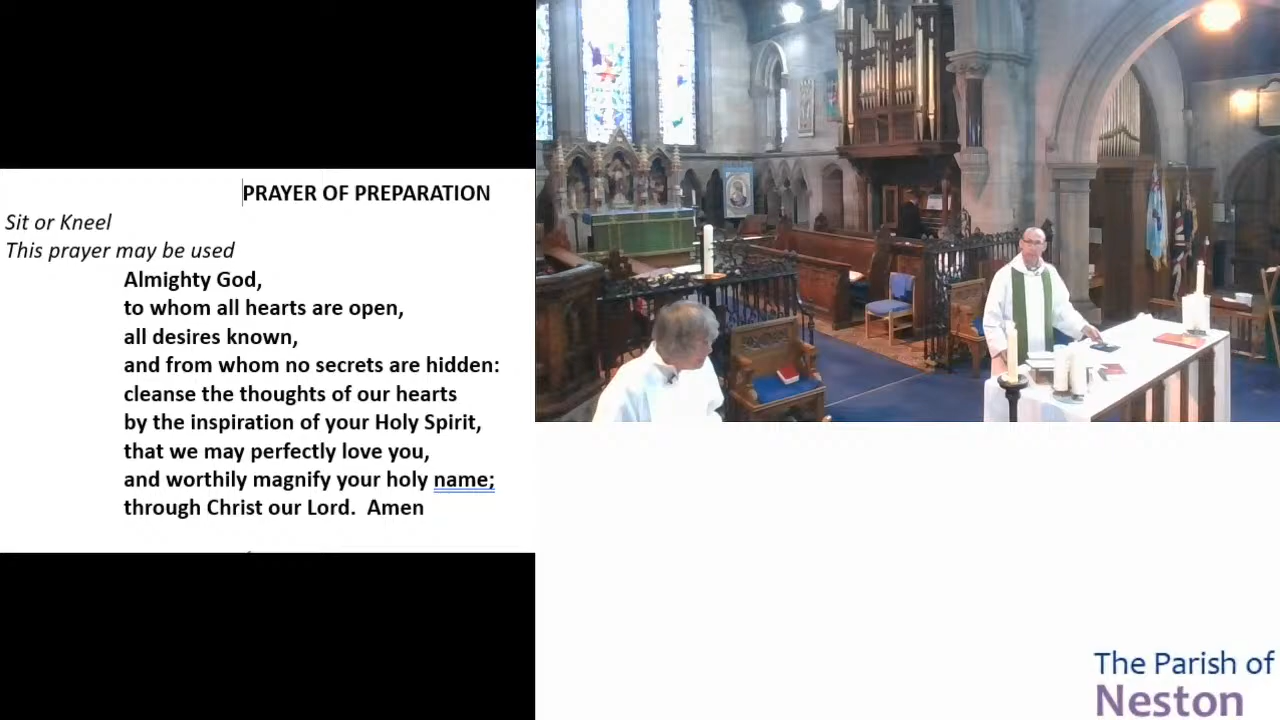 PRAYER OF PREPARATION
Sit or Kneel
This prayer may be used
Almighty God,
to whom all hearts are open,
all desires known,
and from whom no secrets are hidden:
cleanse the thoughts of our hearts
by the inspiration of your Holy Spirit,
that we may perfectly love you,
and worthily magnify your holy name;
through Christ our Lord.  Amen
The Parish of
Neston